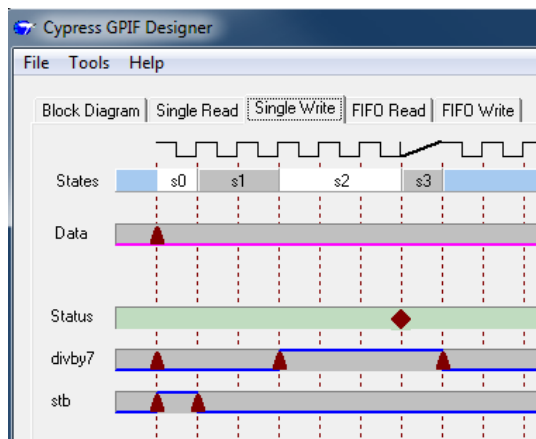 Cypress GPIF Designer
File Tools Help
Block Diagram Single Read Single Write FIFO Read FIFO Write
States s0 s1 s2 s3
Data
Status
divby7
stb